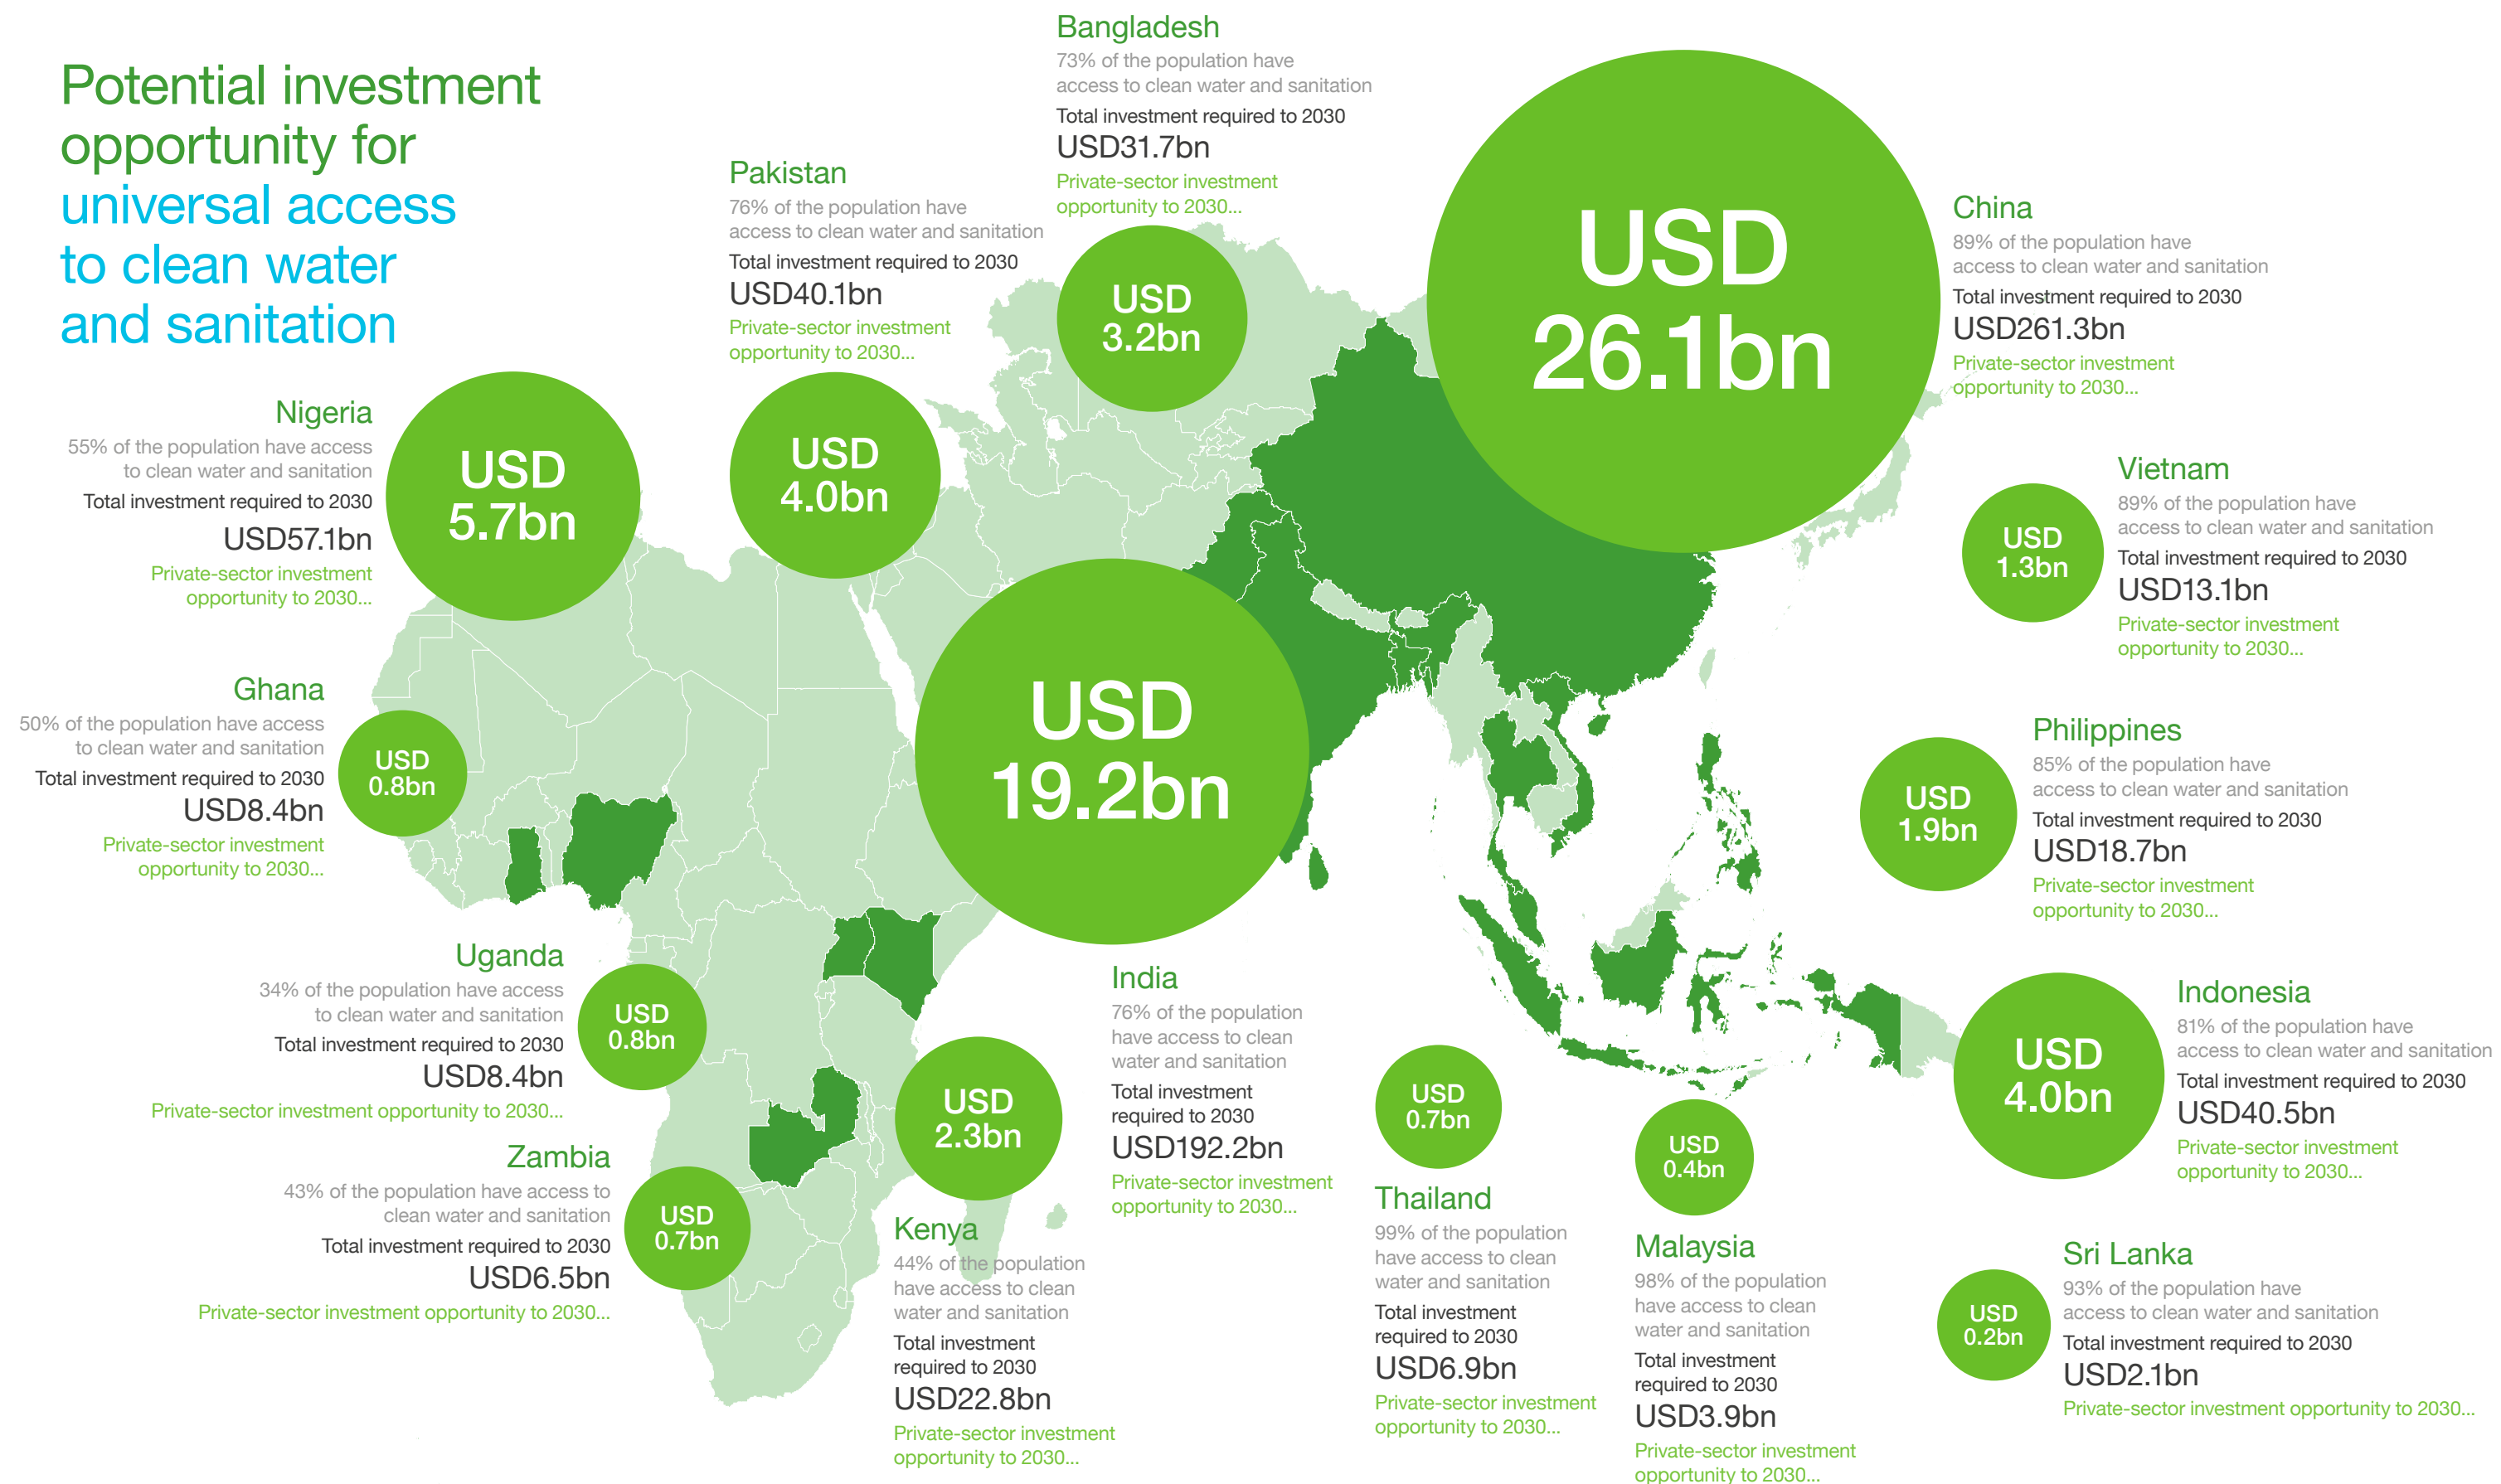 Potential investment
opportunity for
universal access
to clean water
and sanitation
Bangladesh
73% of the population have
access to clean water and sanitation
Total investment required to 2030
USD31.7bn
Private-sector investment
opportunity to 2030...
USD
3.2bn
Pakistan
76% of the population have
access to clean water and sanitation
Total investment required to 2030
USD40.1bn
Private-sector investment
opportunity to 2030...
USD
4.0bn
USD
26.1bn
China
89% of the population have
access to clean water and sanitation
Total investment required to 2030
USD261.3bn
Private-sector investment
opportunity to 2030...
Nigeria
55% of the population have access
to clean water and sanitation
Total investment required to 2030
USD57.1bn
Private-sector investment
opportunity to 2030...
USD
5.7bn
Vietnam
89% of the population have
access to clean water and sanitation
Total investment required to 2030
USD13.1bn
Private-sector investment
opportunity to 2030...
USD
1.3bn
Ghana
50% of the population have access
to clean water and sanitation
Total investment required to 2030
USD8.4bn
Private-sector investment
opportunity to 2030...
USD
0.8bn
USD
19.2bn
India
76% of the population
have access to clean
water and sanitation
Total investment
required to 2030
USD192.2bn
Private-sector investment
opportunity to 2030...
Philippines
85% of the population have
access to clean water and sanitation
Total investment required to 2030
USD18.7bn
Private-sector investment
opportunity to 2030...
USD
1.9bn
Uganda
34% of the population have access
to clean water and sanitation
Total investment required to 2030
USD8.4bn
Private-sector investment opportunity to 2030...
USD
0.8bn
Indonesia
81% of the population have
access to clean water and sanitation
Total investment required to 2030
USD40.5bn
Private-sector investment
opportunity to 2030...
USD
4.0bn
Zambia
43% of the population have access to
clean water and sanitation
Total investment required to 2030
USD6.5bn
Private-sector investment opportunity to 2030...
USD
0.7bn
USD
2.3bn
Kenya
44% of the population
have access to clean
water and sanitation
Total investment
required to 2030
USD22.8bn
Private-sector investment
opportunity to 2030...
USD
0.7bn
Thailand
99% of the population
have access to clean
water and sanitation
Total investment
required to 2030
USD6.9bn
Private-sector investment
opportunity to 2030...
USD
0.4bn
Malaysia
98% of the population
have access to clean
water and sanitation
Total investment
required to 2030
USD3.9bn
Private-sector investment
opportunity to 2030...
USD
0.2bn
Sri Lanka
93% of the population have
access to clean water and sanitation
Total investment required to 2030
USD2.1bn
Private-sector investment opportunity to 2030...